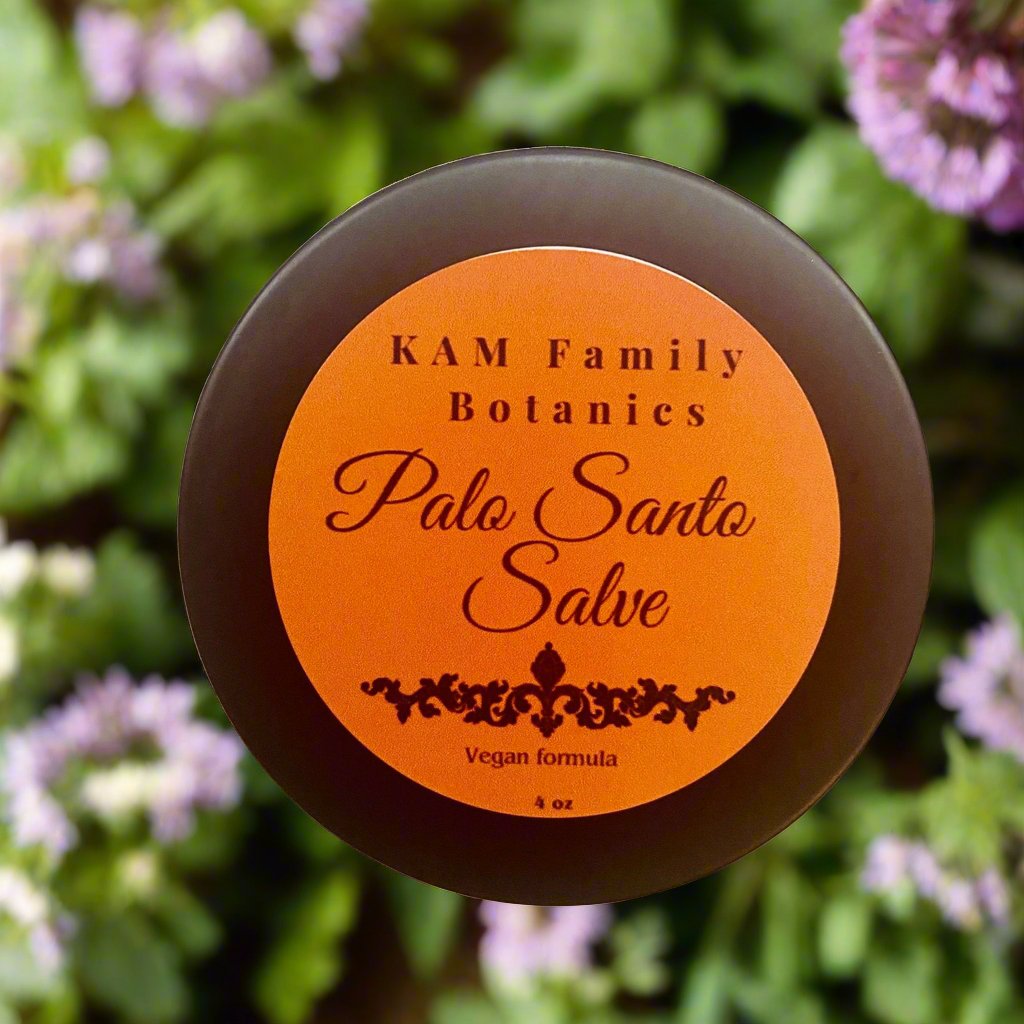 KAM Family
Botanics
Palo Santo
Salve
Vegan formula
4 oz